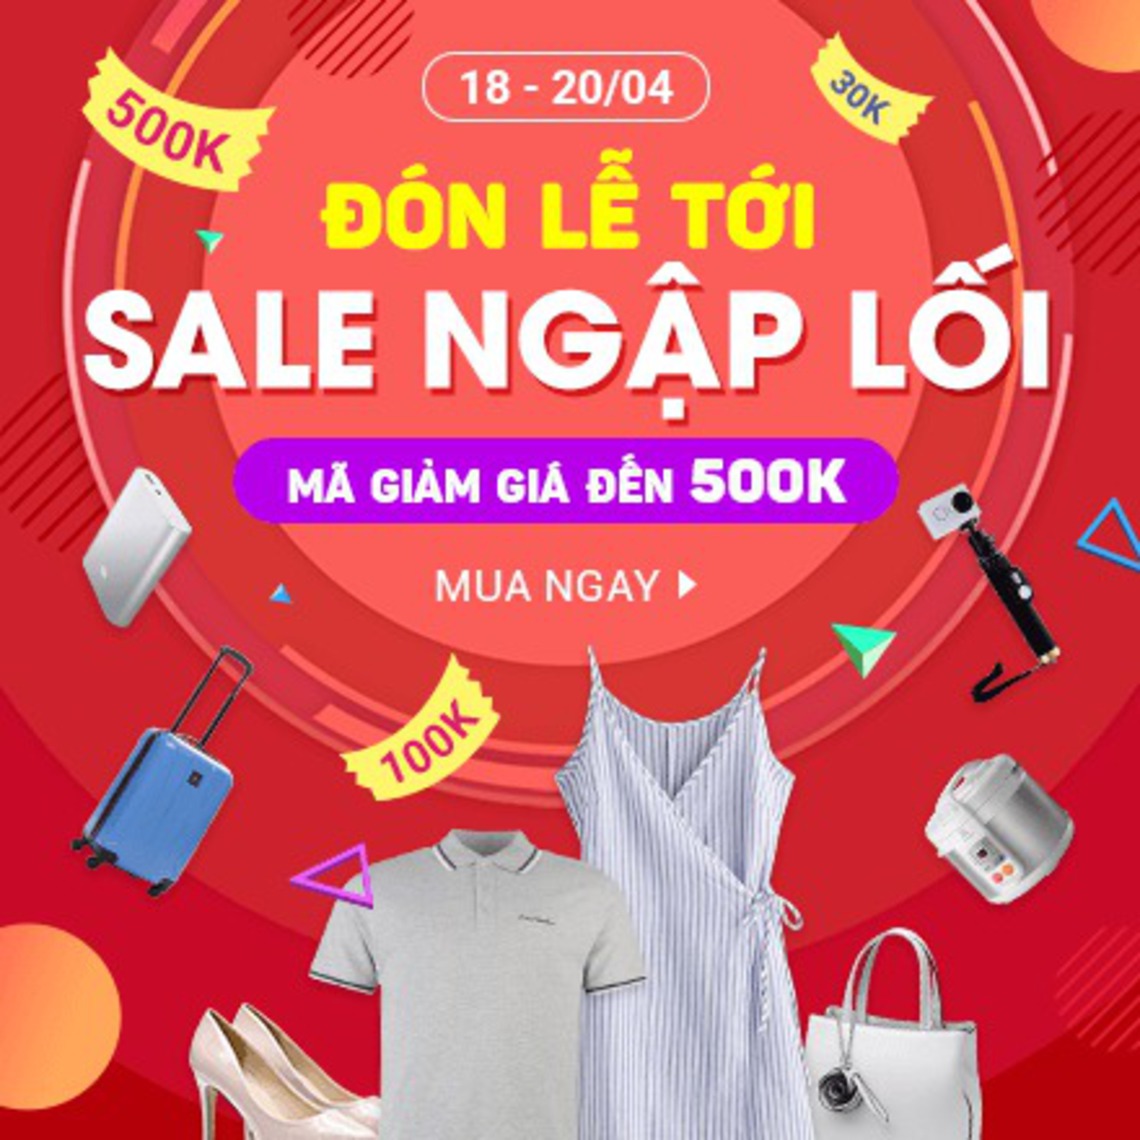 18 - 20/04
500K
30K
ĐÓN LỄ TỚI
SALE NGẬP LỐI
MÃ GIẢM GIÁ ĐẾN 500K
MUA NGAY
100K